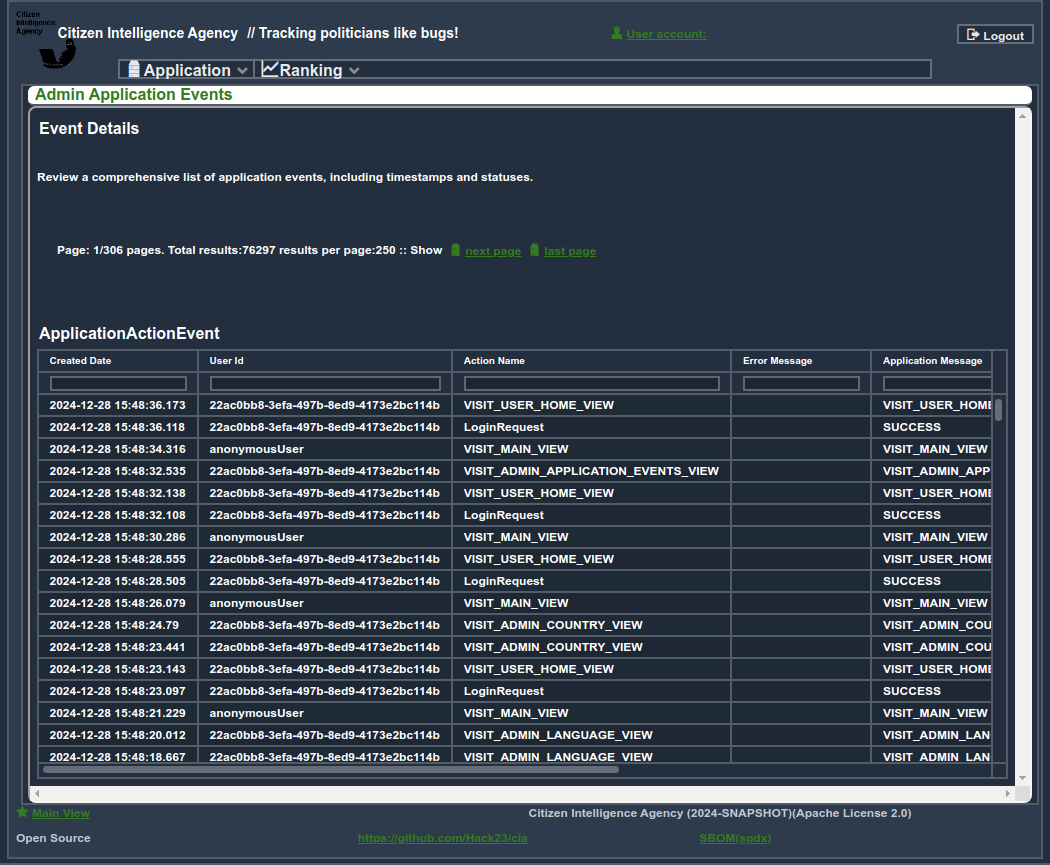 Citizen
Intelligence
Agency
Citizen Intelligence Agency // Tracking politicians like bugs!
User account:
Logout
Application Ranking
Admin Application Events
Event Details
Review a comprehensive list of application events, including timestamps and statuses.
Page: 1/306 pages. Total results:76297 results per page:250 :: Show next page last page
ApplicationActionEvent
Created Date User Id Action Name Error Message Application Message
2024-12-28 15:48:36.173 22ac0bb8-3efa-497b-8ed9-4173e2bc114b VISIT_USER_HOME_VIEW VISIT_USER_HOME
2024-12-28 15:48:36.118 22ac0bb8-3efa-497b-8ed9-4173e2bc114b LoginRequest SUCCESS
2024-12-28 15:48:34.316 anonymousUser VISIT_MAIN_VIEW VISIT_MAIN_VIEW
2024-12-28 15:48:32.535 22ac0bb8-3efa-497b-8ed9-4173e2bc114b VISIT_ADMIN_APPLICATION_EVENTS_VIEW VISIT_ADMIN_APP
2024-12-28 15:48:32.138 22ac0bb8-3efa-497b-8ed9-4173e2bc114b VISIT_USER_HOME_VIEW VISIT_USER_HOME
2024-12-28 15:48:32.108 22ac0bb8-3efa-497b-8ed9-4173e2bc114b LoginRequest SUCCESS
2024-12-28 15:48:30.286 anonymousUser VISIT_MAIN_VIEW VISIT_MAIN_VIEW
2024-12-28 15:48:28.555 22ac0bb8-3efa-497b-8ed9-4173e2bc114b VISIT_USER_HOME_VIEW VISIT_USER_HOME
2024-12-28 15:48:28.505 22ac0bb8-3efa-497b-8ed9-4173e2bc114b LoginRequest SUCCESS
2024-12-28 15:48:26.079 anonymousUser VISIT_MAIN_VIEW VISIT_MAIN_VIEW
2024-12-28 15:48:24.79 22ac0bb8-3efa-497b-8ed9-4173e2bc114b VISIT_ADMIN_COUNTRY_VIEW VISIT_ADMIN_COU
2024-12-28 15:48:23.441 22ac0bb8-3efa-497b-8ed9-4173e2bc114b VISIT_ADMIN_COUNTRY_VIEW VISIT_ADMIN_COU
2024-12-28 15:48:23.143 22ac0bb8-3efa-497b-8ed9-4173e2bc114b VISIT_USER_HOME_VIEW VISIT_USER_HOME
2024-12-28 15:48:23.097 22ac0bb8-3efa-497b-8ed9-4173e2bc114b LoginRequest SUCCESS
2024-12-28 15:48:21.229 anonymousUser VISIT_MAIN_VIEW VISIT_MAIN_VIEW
2024-12-28 15:48:20.012 22ac0bb8-3efa-497b-8ed9-4173e2bc114b VISIT_ADMIN_LANGUAGE_VIEW VISIT_ADMIN_LAN
2024-12-28 15:48:18.667 22ac0bb8-3efa-497b-8ed9-4173e2bc114b VISIT_ADMIN_LANGUAGE_VIEW VISIT_ADMIN_LAN
Main View Citizen Intelligence Agency (2024-SNAPSHOT)(Apache License 2.0)
Open Source https://github.com/Hack23/cia SBOM(spdx)